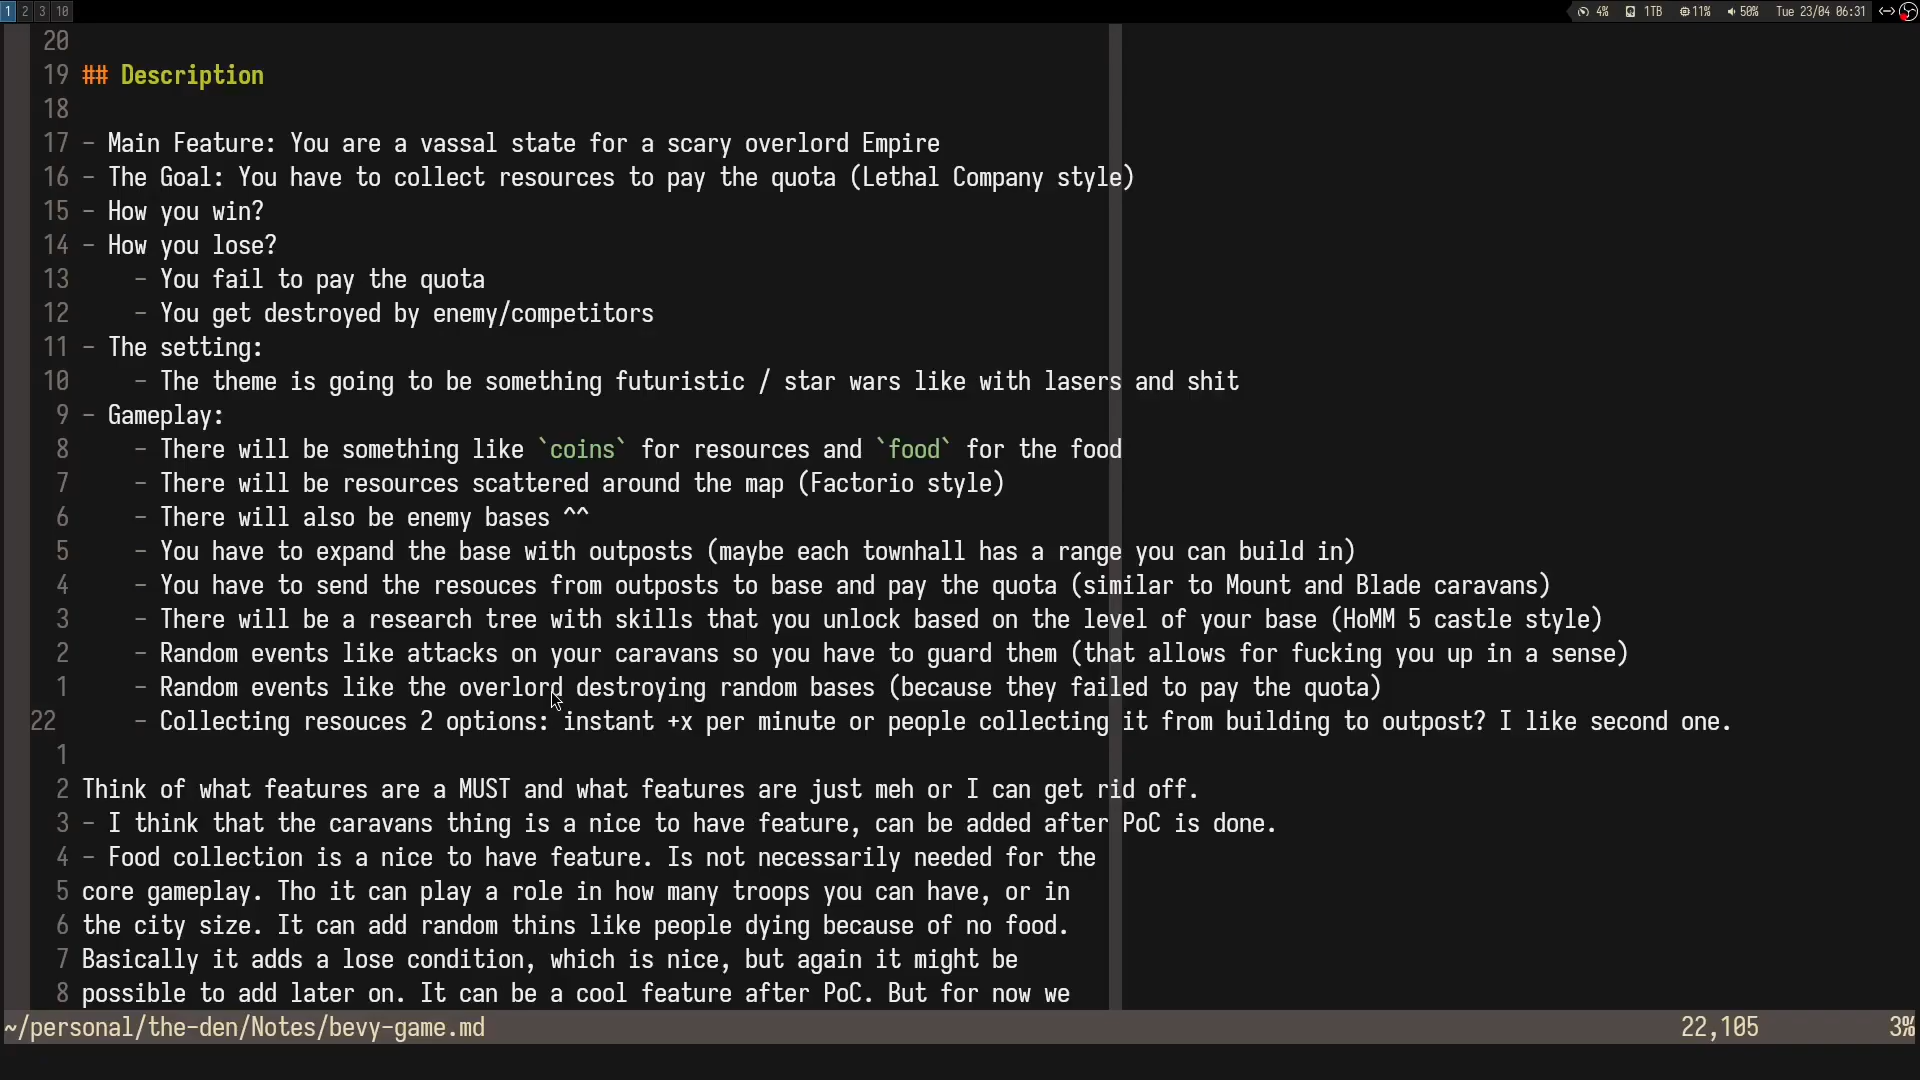 1 2 3 10 4% 1TB 11% 50% Tue 23/04 06:31
20
19 ## Description
18
17 - Main Feature: You are a vassal state for a scary overlord Empire
16 - The Goal: You have to collect resources to pay the quota (Lethal Company style)
15 - How you win?
14 - How you lose?
13 - You fail to pay the quota
12 - You get destroyed by enemy/competitors
11 - The setting:
10 - The theme is going to be something futuristic / star wars like with lasers and shit
9 - Gameplay:
8 - There will be something like `coins` for resources and `food` for the food
7 - There will be resources scattered around the map (Factorio style)
6 - There will also be enemy bases ^^
5 - You have to expand the base with outposts (maybe each townhall has a range you can build in)
4 - You have to send the resouces from outposts to base and pay the quota (similar to Mount and Blade caravans)
3 - There will be a research tree with skills that you unlock based on the level of your base (HoMM 5 castle style)
2 - Random events like attacks on your caravans so you have to guard them (that allows for fucking you up in a sense)
1 - Random events like the overlord destroying random bases (because they failed to pay the quota)
22 - Collecting resouces 2 options: instant +x per minute or people collecting it from building to outpost? I like second one.
1
2 Think of what features are a MUST and what features are just meh or I can get rid off.
3 - I think that the caravans thing is a nice to have feature, can be added after PoC is done.
4 - Food collection is a nice to have feature. Is not necessarily needed for the
5 core gameplay. Tho it can play a role in how many troops you can have, or in
6 the city size. It can add random thins like people dying because of no food.
7 Basically it adds a lose condition, which is nice, but again it might be
8 possible to add later on. It can be a cool feature after PoC. But for now we
~/personal/the-den/Notes/bevy-game.md 22,105 3%